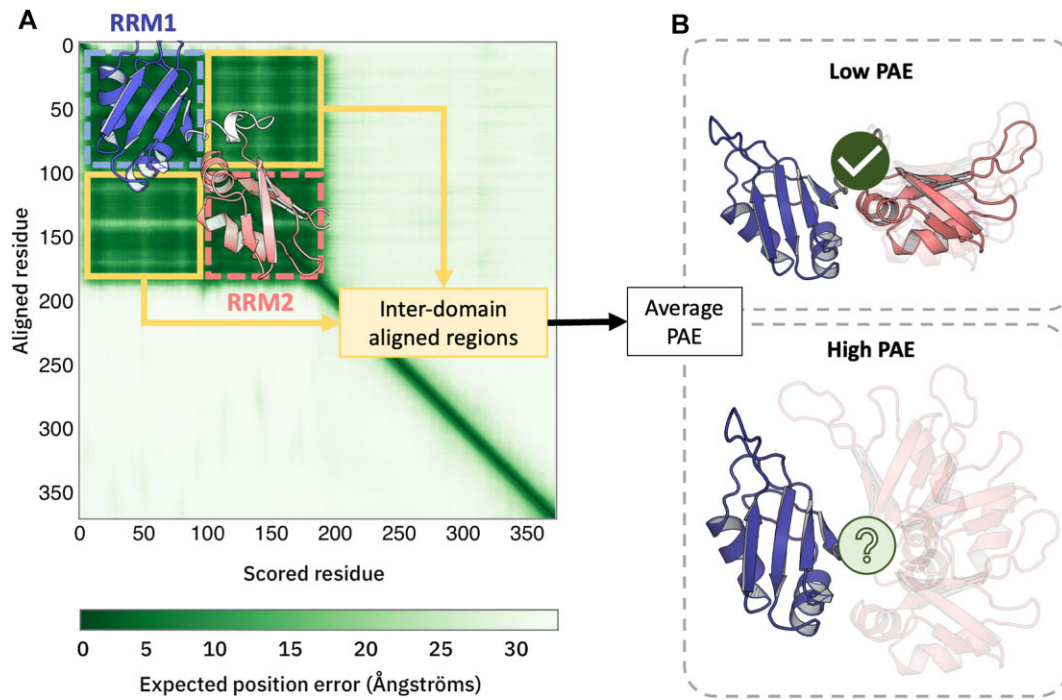 A
RRM1
0
50
100
150
200
250
300
350
Aligned residue
RRM2
Inter-domain
aligned regions
0 50 100 150 200 250 300 350
Scored residue
0 5 10 15 20 25 30
Expected position error (Ångströms)
Average
PAE
B
Low PAE
High PAE
?